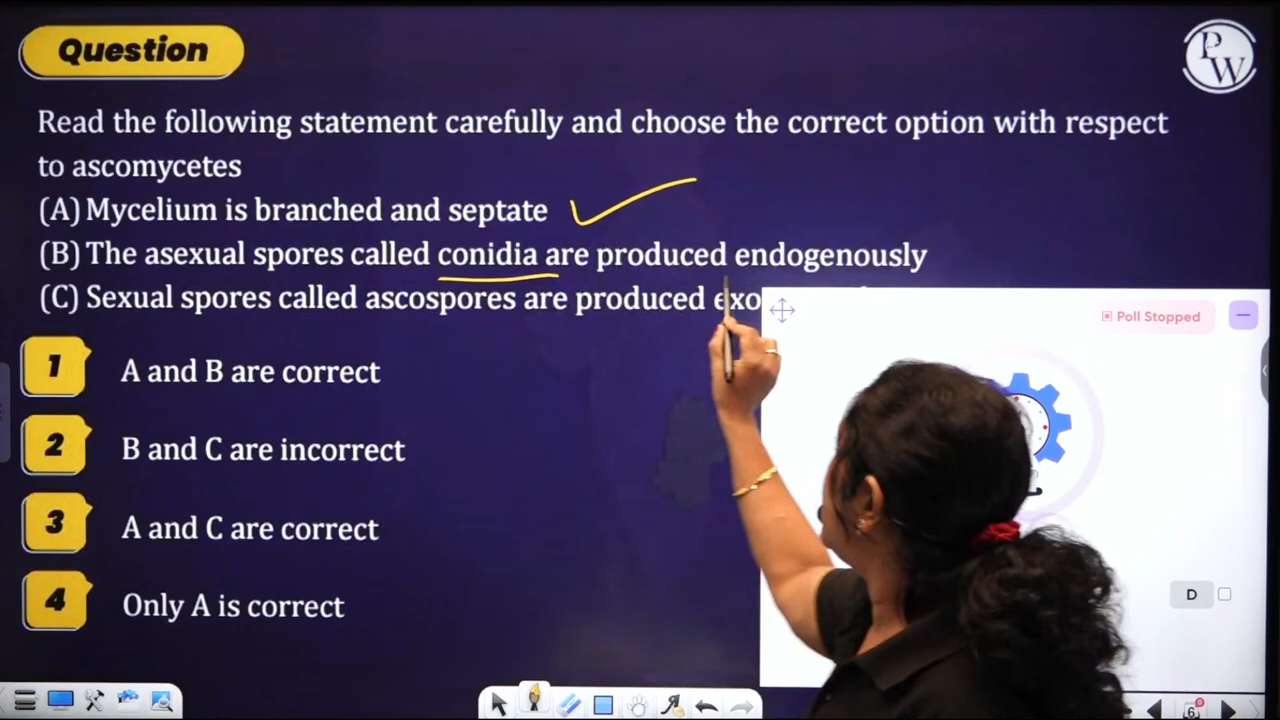 Question
PW
Read the following statement carefully and choose the correct option with respect
to ascomycetes
(A) Mycelium is branched and septate
(B) The asexual spores called conidia are produced endogenously
(C) Sexual spores called ascospores are produced
Poll Stopped
1 A and B are correct
2 B and C are incorrect
3 A and C are correct
4 Only A is correct
D
6